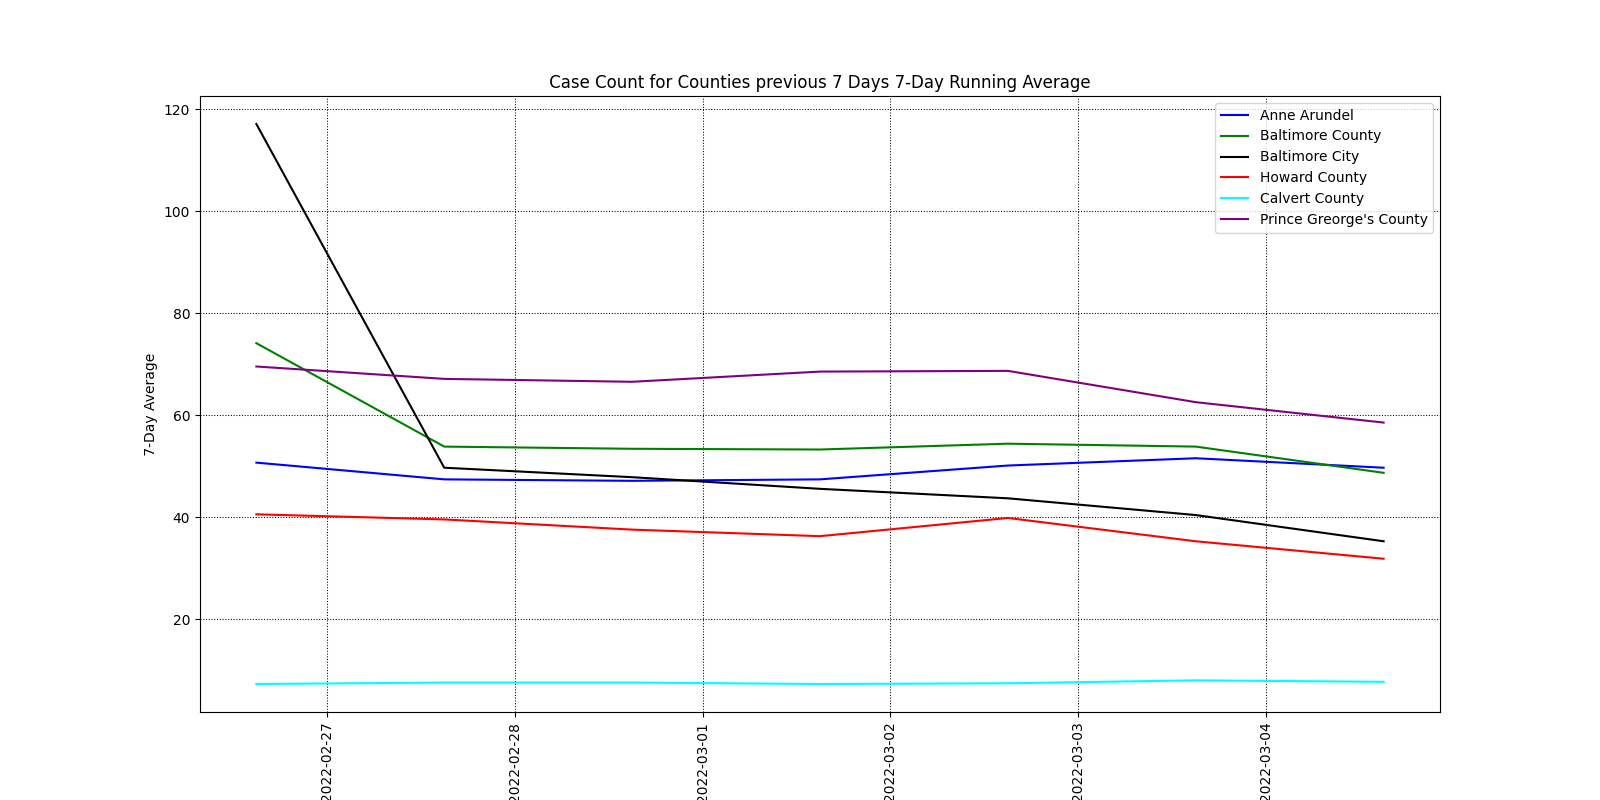 Case Count for Counties previous 7 Days 7-Day Running Average
120
100
80
60
40
20
7-Day Average
Anne Arundel
Baltimore County
Baltimore City
Howard County
Calvert County
Prince Greorge's County
2022-02-27
2022-02-28
2022-03-01
2022-03-02
2022-03-03
2022-03-04